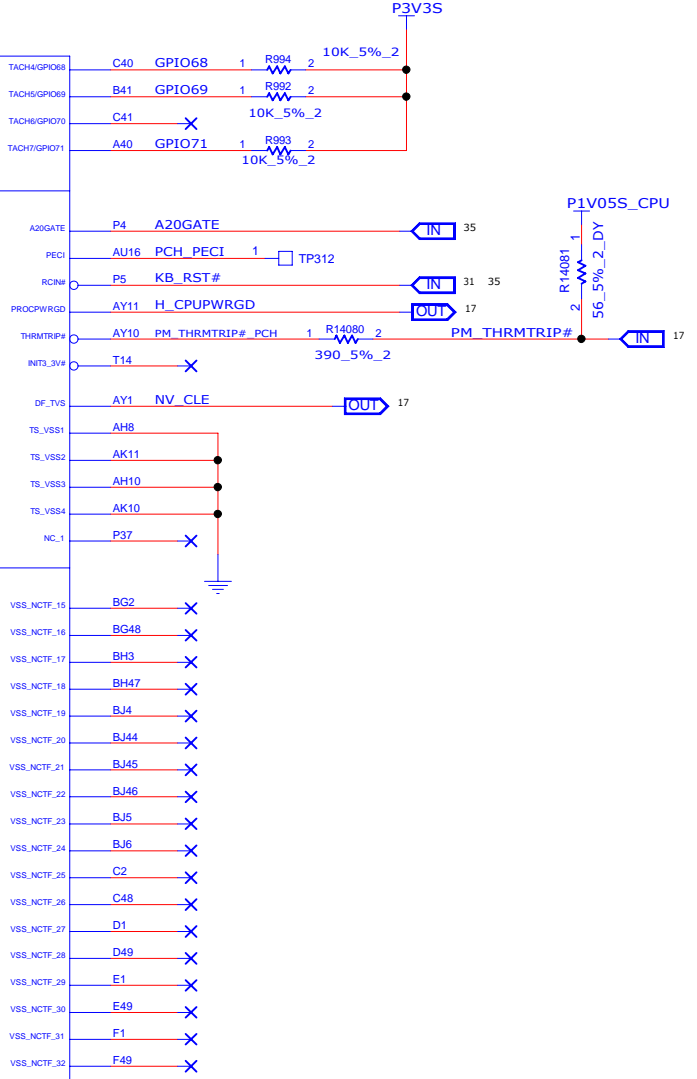 P3V3S
TACH4/GPIO68 C40 GPIO68 1 R994 2 10K_5%_2
TACH5/GPIO69 B41 GPIO69 1 R992 2
10K_5%_2
TACH6/GPIO70 C41
TACH7/GPIO71 A40 GPIO71 1 R993 2
10K_5%_2
P1V05S_CPU
A20GATE P4 A20GATE IN 35
PECI AU16 PCH_PECI 1 TP312
R14081 1 2 56_5%_2_DY
RCIN# P5 KB_RST# IN 31 35
PROCPWRGD AY11 H_CPUPWRGD OUT 17
THRMTRIP# AY10 PM_THRMTRIP#_PCH 1 R14080 2 PM_THRMTRIP# IN 17
390_5%_2
INIT3_3V# T14
DF_TVS AY1 NV_CLE OUT 17
TS_VSS1 AH8
TS_VSS2 AK11
TS_VSS3 AH10
TS_VSS4 AK10
NC_1 P37
VSS_NCTF_15 BG2
VSS_NCTF_16 BG48
VSS_NCTF_17 BH3
VSS_NCTF_18 BH47
VSS_NCTF_19 BJ4
VSS_NCTF_20 BJ44
VSS_NCTF_21 BJ45
VSS_NCTF_22 BJ46
VSS_NCTF_23 BJ5
VSS_NCTF_24 BJ6
VSS_NCTF_25 C2
VSS_NCTF_26 C48
VSS_NCTF_27 D1
VSS_NCTF_28 D49
VSS_NCTF_29 E1
VSS_NCTF_30 E49
VSS_NCTF_31 F1
VSS_NCTF_32 F49